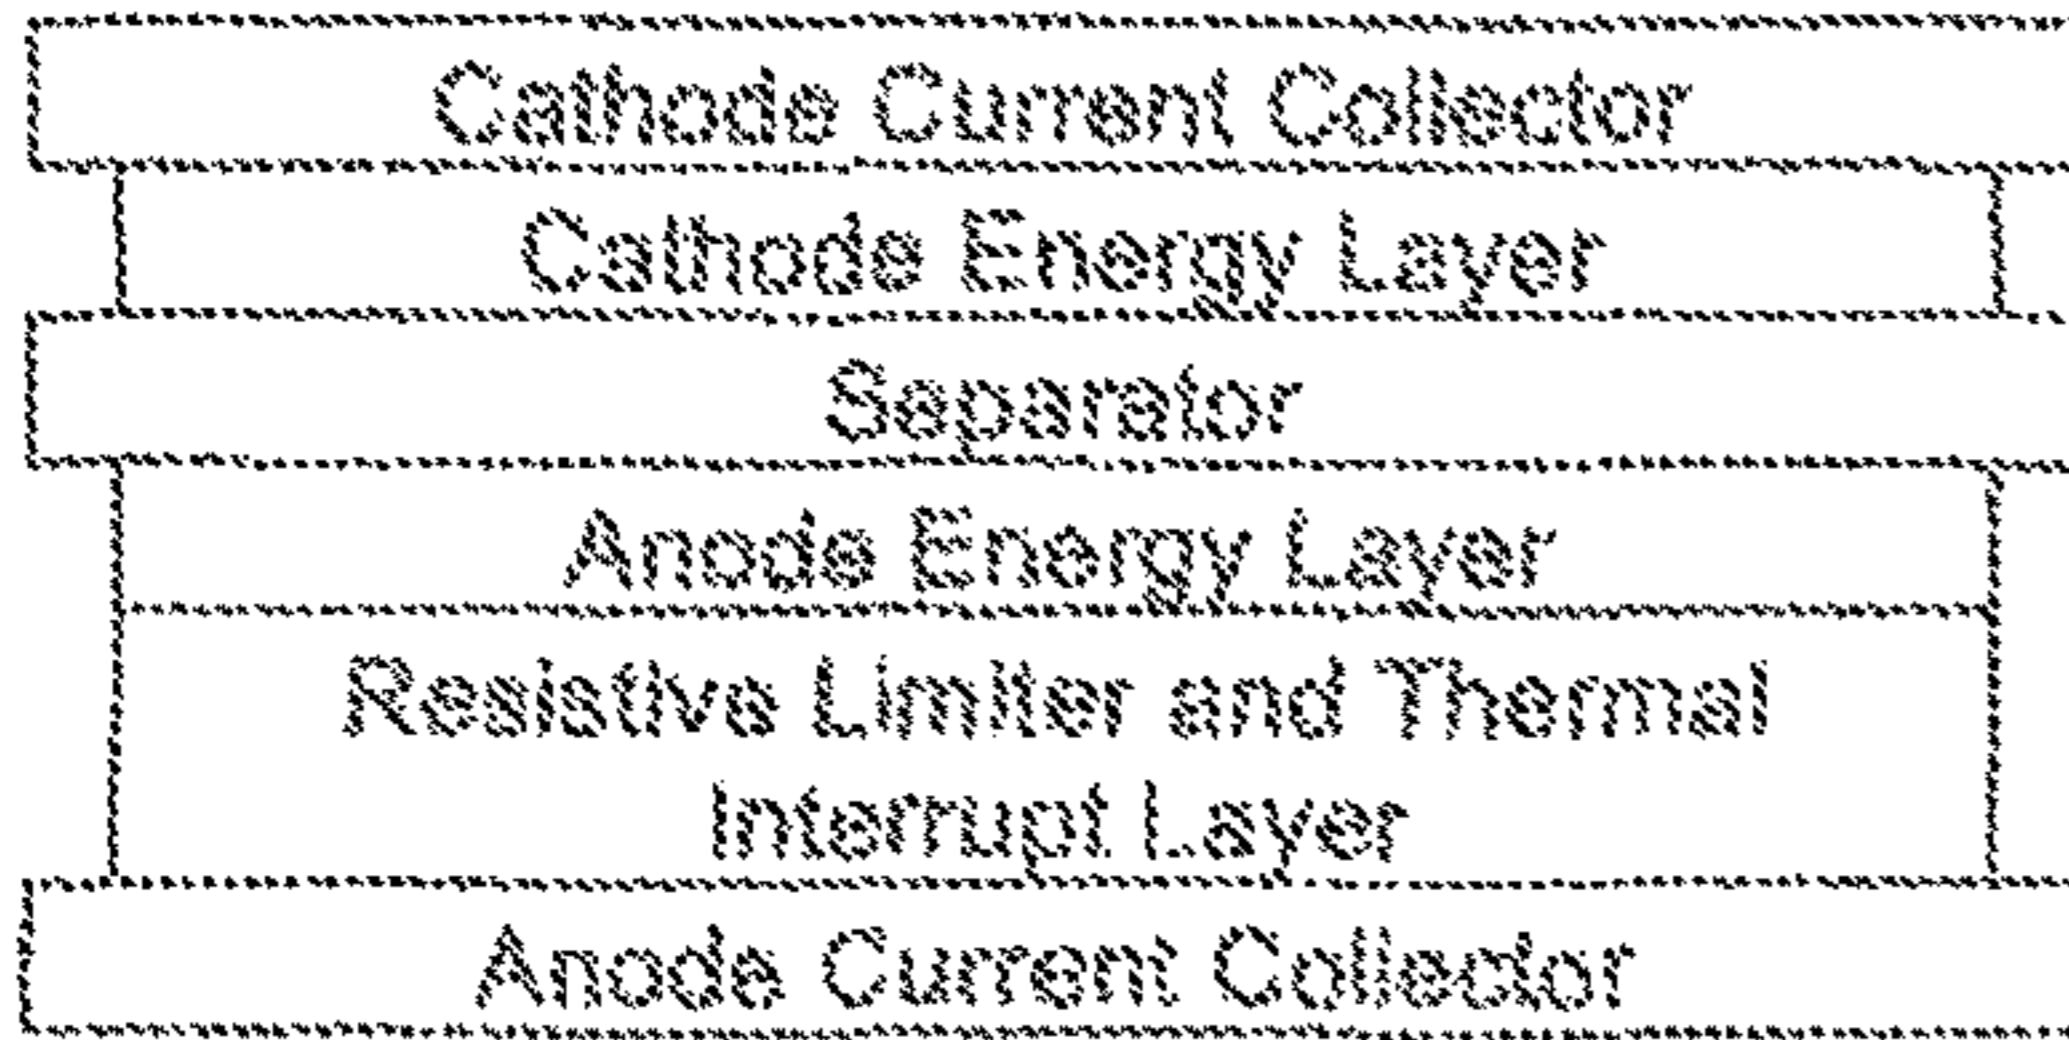 Cathode Current Collector
Cathode Energy Layer
Separator
Anode Energy Layer
Resistive Limiter and Thermal
Interrupt Layer
Anode Current Collector